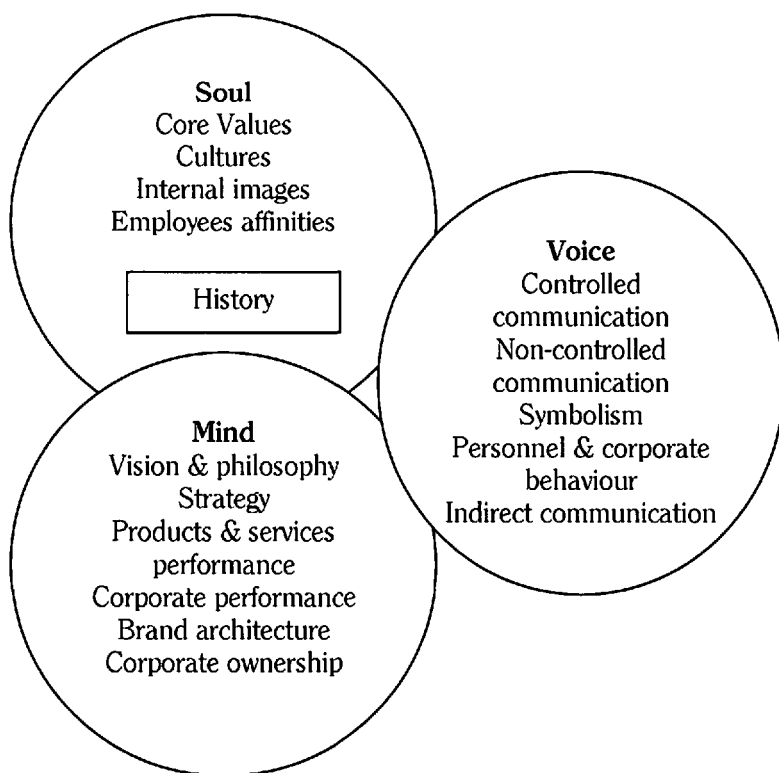 Soul
Core Values
Cultures
Internal images
Employees affinities
History
Voice
Controlled
communication
Non-controlled
communication
Symbolism
Personnel & corporate
behaviour
Indirect communication
Mind
Vision & philosophy
Strategy
Products & services
performance
Corporate performance
Brand architecture
Corporate ownership